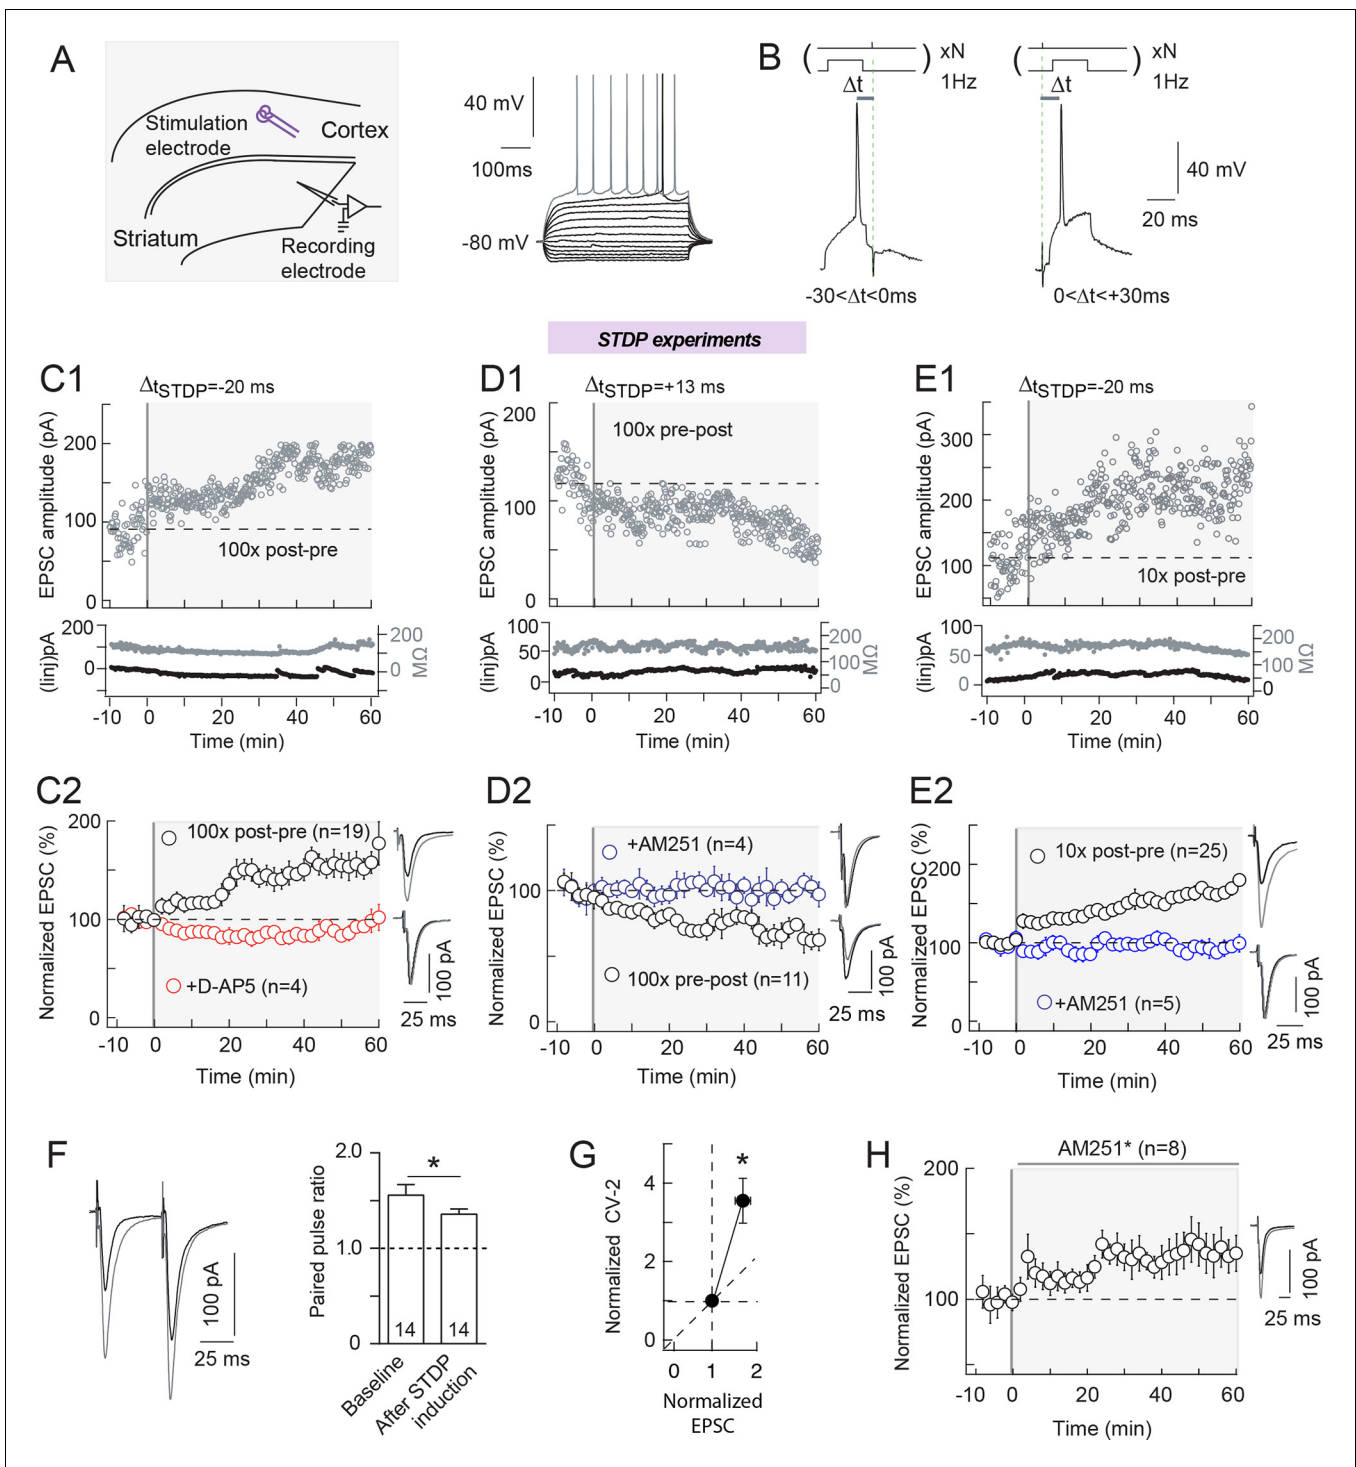 A
Stimulation
electrode
Cortex
Striatum
Recording
electrode
40 mV
100ms
-80 mV
B
( ) xN
1Hz
Δt
-30<Δt<0ms
( ) xN
1Hz
Δt
40 mV
20 ms
0<Δt<+30ms
STDP experiments
C1
ΔtSTDP=-20 ms
EPSC amplitude (pA)
200
100
0
100x post-pre
(Iinj)pA
200
0
200
0
MΩ
-10 0 20 40 60
Time (min)
D1
ΔtSTDP=+13 ms
EPSC amplitude (pA)
200
100
0
100x pre-post
(Iinj)pA
100
50
0
200
100
0
MΩ
-10 0 20 40 60
Time (min)
E1
ΔtSTDP=-20 ms
EPSC amplitude (pA)
300
200
100
10x post-pre
(Iinj)pA
100
50
0
200
100
0
MΩ
-10 0 20 40 60
Time (min)
C2
Normalized EPSC (%)
200
100
0
100x post-pre (n=19)
+D-AP5 (n=4)
100 pA
25 ms
-10 0 20 40 60
Time (min)
D2
Normalized EPSC (%)
100
0
+AM251 (n=4)
100x pre-post (n=11)
100 pA
25 ms
-10 0 20 40 60
Time (min)
E2
Normalized EPSC (%)
200
100
0
10x post-pre (n=25)
+AM251 (n=5)
100 pA
25 ms
-10 0 20 40 60
Time (min)
F
100 pA
25 ms
Paired pulse ratio
2.0
1.0
0
*
14 14
Baseline
After STDP
induction
G
Normalized CV-2
4
2
0
*
0 1 2
Normalized
EPSC
H
AM251* (n=8)
Normalized EPSC (%)
200
100
100 pA
25 ms
-10 0 20 40 60
Time (min)